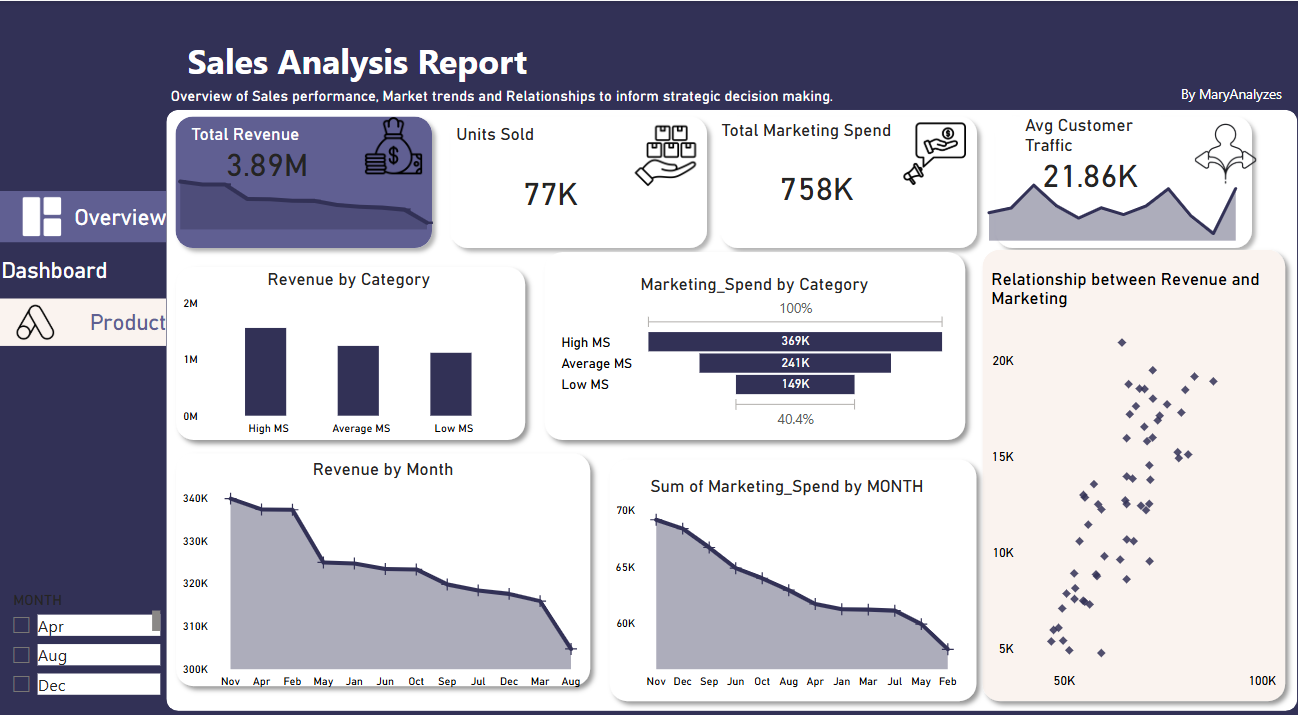 Sales Analysis Report
Overview of Sales performance, Market trends and Relationships to inform strategic decision making.
By MaryAnalyzes
Overview
Dashboard
Product
MONTH
Apr
Aug
Dec
Total Revenue
3.89M
$
Units Sold
77K
Total Marketing Spend
758K
$
Avg Customer
Traffic
21.86K
Revenue by Category
2M
1M
0M
High MS Average MS Low MS
Marketing_Spend by Category
100%
High MS 369K
Average MS 241K
Low MS 149K
40.4%
Relationship between Revenue and
Marketing
20K
15K
10K
5K
50K 100K
Revenue by Month
340K
330K
320K
310K
300K
Nov Apr Feb May Jan Jun Oct Sep Jul Dec Mar Aug
Sum of Marketing_Spend by MONTH
70K
65K
60K
Nov Dec Sep Jun Oct Aug Apr Jan Mar Jul May Feb